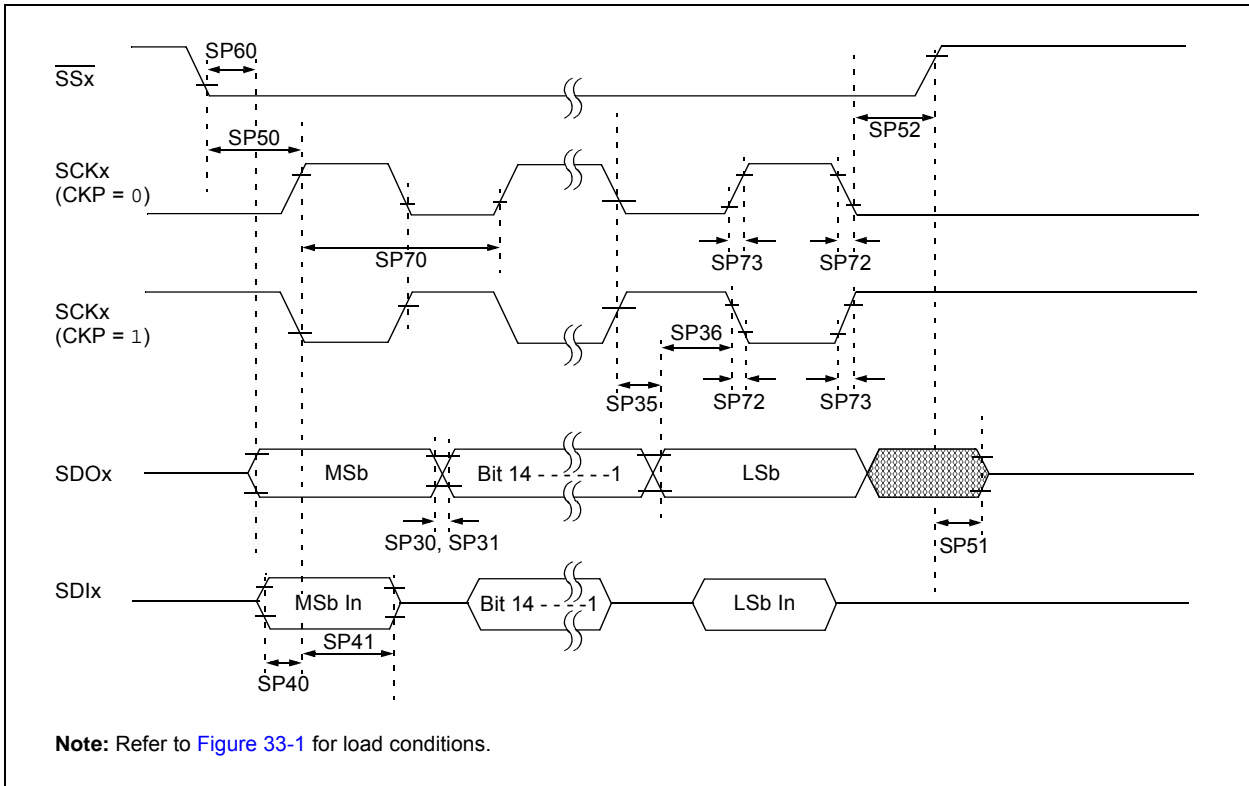 SP60
SSx
SP50
SP52
SCKx
(CKP = 0)
SP70
SP73
SP72
SCKx
(CKP = 1)
SP36
SP35
SP72
SP73
SDOx
MSb
Bit 14 - - - - - -1
LSb
SP30, SP31
SP51
SDIx
MSb In
Bit 14 - - - -1
LSb In
SP41
SP40
Note: Refer to Figure 33-1 for load conditions.